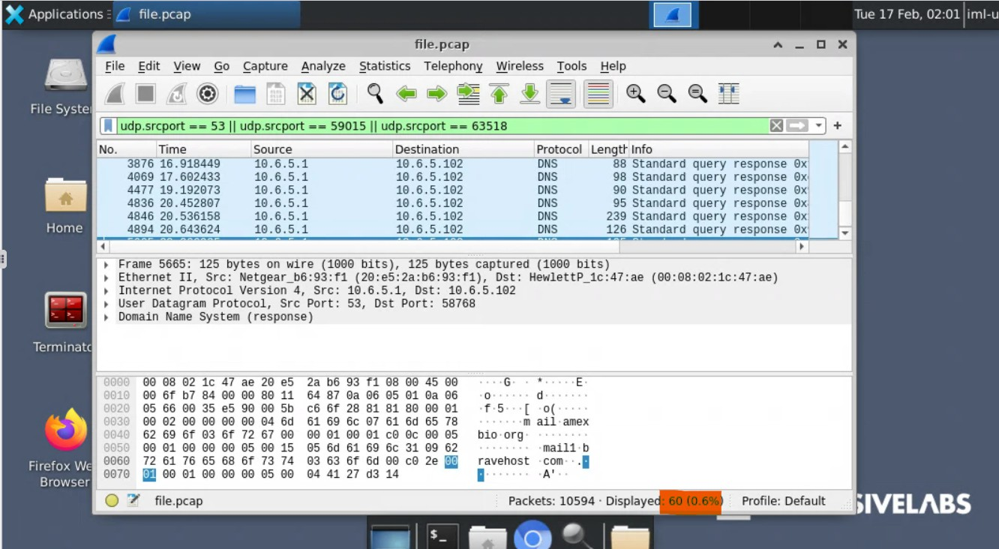 Applications
file.pcap
Tue 17 Feb, 02:01
iml-u
file.pcap
File Edit View Go Capture Analyze Statistics Telephony Wireless Tools Help
udp.srcport == 53 || udp.srcport == 59015 || udp.srcport == 63518
No. Time Source Destination Protocol Length Info
3876 16.918449 10.6.5.1 10.6.5.102 DNS 88 Standard query response 0x
4069 17.602433 10.6.5.1 10.6.5.102 DNS 98 Standard query response 0x
4477 19.192073 10.6.5.1 10.6.5.102 DNS 90 Standard query response 0x
4836 20.452807 10.6.5.1 10.6.5.102 DNS 95 Standard query response 0x
4846 20.536158 10.6.5.1 10.6.5.102 DNS 239 Standard query response 0x
4894 20.643624 10.6.5.1 10.6.5.102 DNS 126 Standard query response 0x
Frame 5665: 125 bytes on wire (1000 bits), 125 bytes captured (1000 bits)
Ethernet II, Src: Netgear_b6:93:f1 (20:e5:2a:b6:93:f1), Dst: HewlettP_1c:47:ae (00:08:02:1c:47:ae)
Internet Protocol Version 4, Src: 10.6.5.1, Dst: 10.6.5.102
User Datagram Protocol, Src Port: 53, Dst Port: 58768
Domain Name System (response)
0000 00 08 02 1c 47 ae 20 e5 2a b6 93 f1 08 00 45 00 ····G· *·····E·
0010 00 6f b7 84 00 00 80 11 64 87 0a 06 05 01 0a 06 ·o······ d·······
0020 05 66 00 35 e5 90 00 5b c6 6f 28 81 81 80 00 01 ·f·5···[ ·o(·····
0030 00 02 00 00 00 00 04 6d 61 69 6c 07 61 6d 65 78 ·······m ail·amex
0040 62 69 6f 03 6f 72 67 00 00 01 00 01 c0 0c 00 05 bio·org· ········
0050 00 01 00 00 00 05 00 15 05 6d 61 69 6c 31 09 62 ········ ·mail1·b
0060 72 61 76 65 68 6f 73 74 03 63 6f 6d 00 c0 2e 00 ravehost ·com··.·
0070 01 00 01 00 00 00 05 00 04 41 27 d3 14 ········ ·A'··
file.pcap
Packets: 10594 · Displayed: 60 (0.6%)
Profile: Default
File Syste
Home
Terminat
Firefox We
Browser
SIVELABS
$_